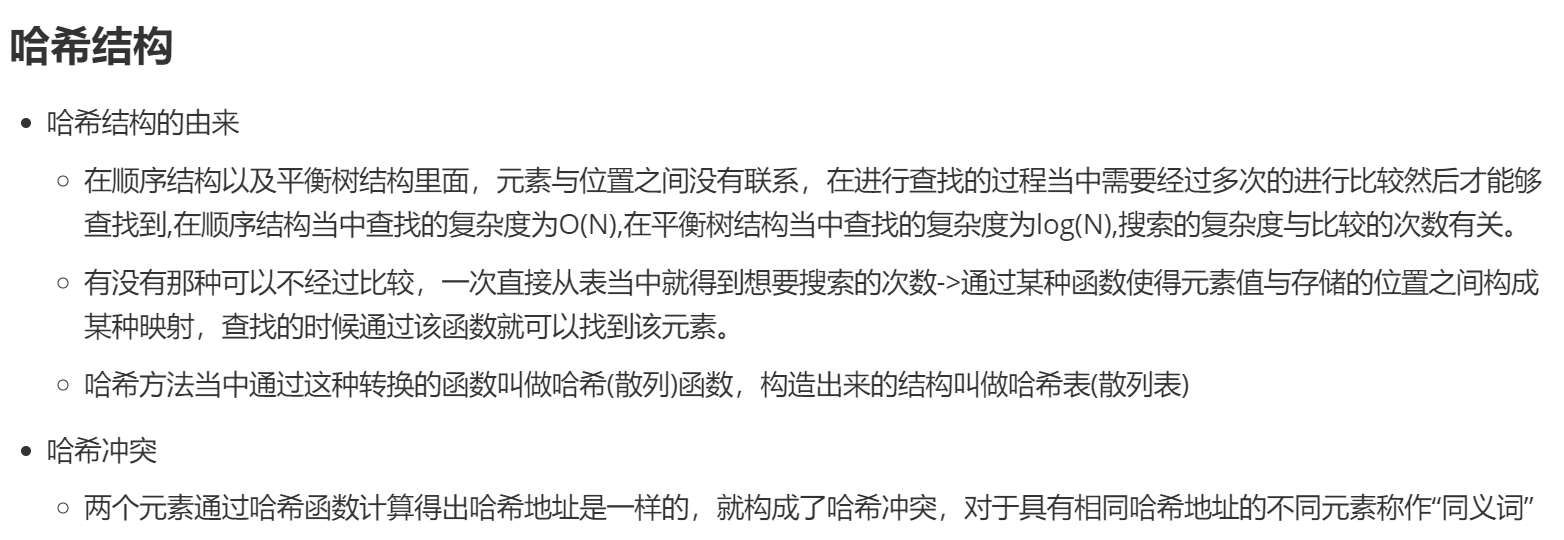 哈希结构
哈希结构的由来
在顺序结构以及平衡树结构里面，元素与位置之间没有联系，在进行查找的过程当中需要经过多次的进行比较然后才能够
查找到,在顺序结构当中查找的复杂度为O(N),在平衡树结构当中查找的复杂度为log(N),搜索的复杂度与比较的次数有关。
有没有那种可以不经过比较，一次直接从表当中就得到想要搜索的次数->通过某种函数使得元素值与存储的位置之间构成
某种映射，查找的时候通过该函数就可以找到该元素。
哈希方法当中通过这种转换的函数叫做哈希(散列)函数，构造出来的结构叫做哈希表(散列表)
哈希冲突
两个元素通过哈希函数计算得出哈希地址是一样的，就构成了哈希冲突，对于具有相同哈希地址的不同元素称作“同义词”